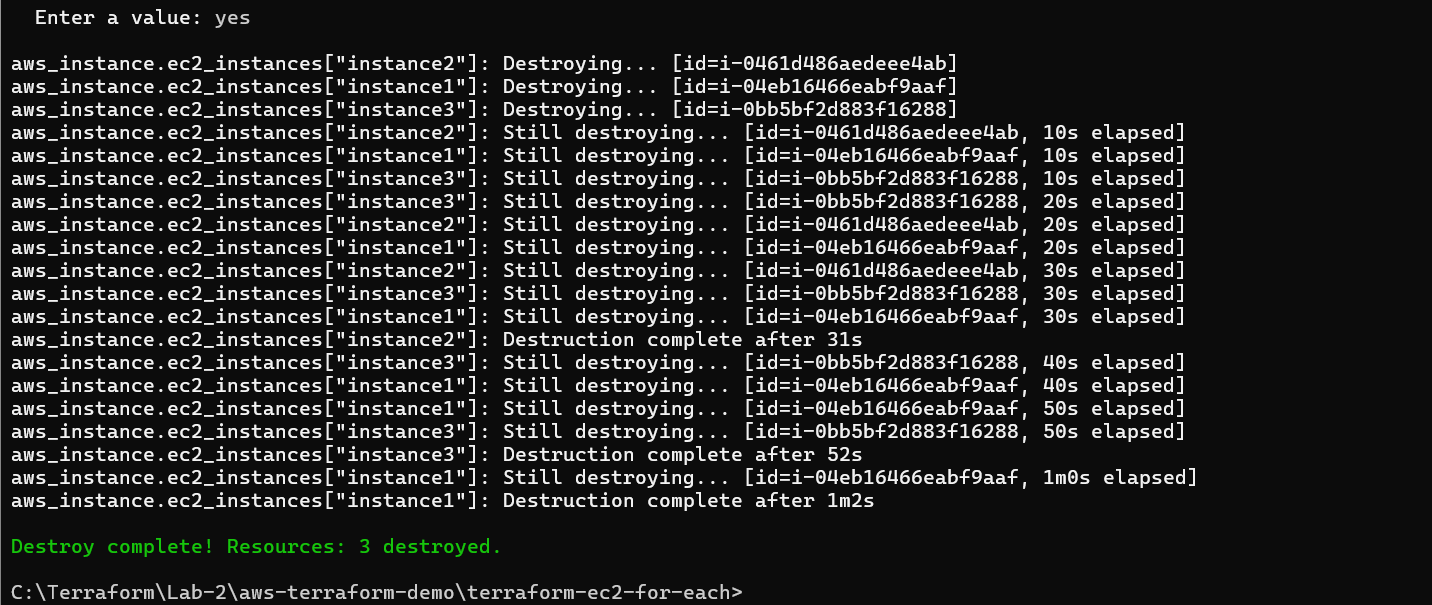 Enter a value: yes
aws_instance.ec2_instances["instance2"]: Destroying... [id=i-0461d486aedeee4ab]
aws_instance.ec2_instances["instance1"]: Destroying... [id=i-04eb16466eabf9aaf]
aws_instance.ec2_instances["instance3"]: Destroying... [id=i-0bb5bf2d883f16288]
aws_instance.ec2_instances["instance2"]: Still destroying... [id=i-0461d486aedeee4ab, 10s elapsed]
aws_instance.ec2_instances["instance1"]: Still destroying... [id=i-04eb16466eabf9aaf, 10s elapsed]
aws_instance.ec2_instances["instance3"]: Still destroying... [id=i-0bb5bf2d883f16288, 10s elapsed]
aws_instance.ec2_instances["instance3"]: Still destroying... [id=i-0bb5bf2d883f16288, 20s elapsed]
aws_instance.ec2_instances["instance2"]: Still destroying... [id=i-0461d486aedeee4ab, 20s elapsed]
aws_instance.ec2_instances["instance1"]: Still destroying... [id=i-04eb16466eabf9aaf, 20s elapsed]
aws_instance.ec2_instances["instance2"]: Still destroying... [id=i-0461d486aedeee4ab, 30s elapsed]
aws_instance.ec2_instances["instance3"]: Still destroying... [id=i-0bb5bf2d883f16288, 30s elapsed]
aws_instance.ec2_instances["instance1"]: Still destroying... [id=i-04eb16466eabf9aaf, 30s elapsed]
aws_instance.ec2_instances["instance2"]: Destruction complete after 31s
aws_instance.ec2_instances["instance3"]: Still destroying... [id=i-0bb5bf2d883f16288, 40s elapsed]
aws_instance.ec2_instances["instance1"]: Still destroying... [id=i-04eb16466eabf9aaf, 40s elapsed]
aws_instance.ec2_instances["instance1"]: Still destroying... [id=i-04eb16466eabf9aaf, 50s elapsed]
aws_instance.ec2_instances["instance3"]: Still destroying... [id=i-0bb5bf2d883f16288, 50s elapsed]
aws_instance.ec2_instances["instance3"]: Destruction complete after 52s
aws_instance.ec2_instances["instance1"]: Still destroying... [id=i-04eb16466eabf9aaf, 1m0s elapsed]
aws_instance.ec2_instances["instance1"]: Destruction complete after 1m2s
Destroy complete! Resources: 3 destroyed.
C:\Terraform\Lab-2\aws-terraform-demo\terraform-ec2-for-each>